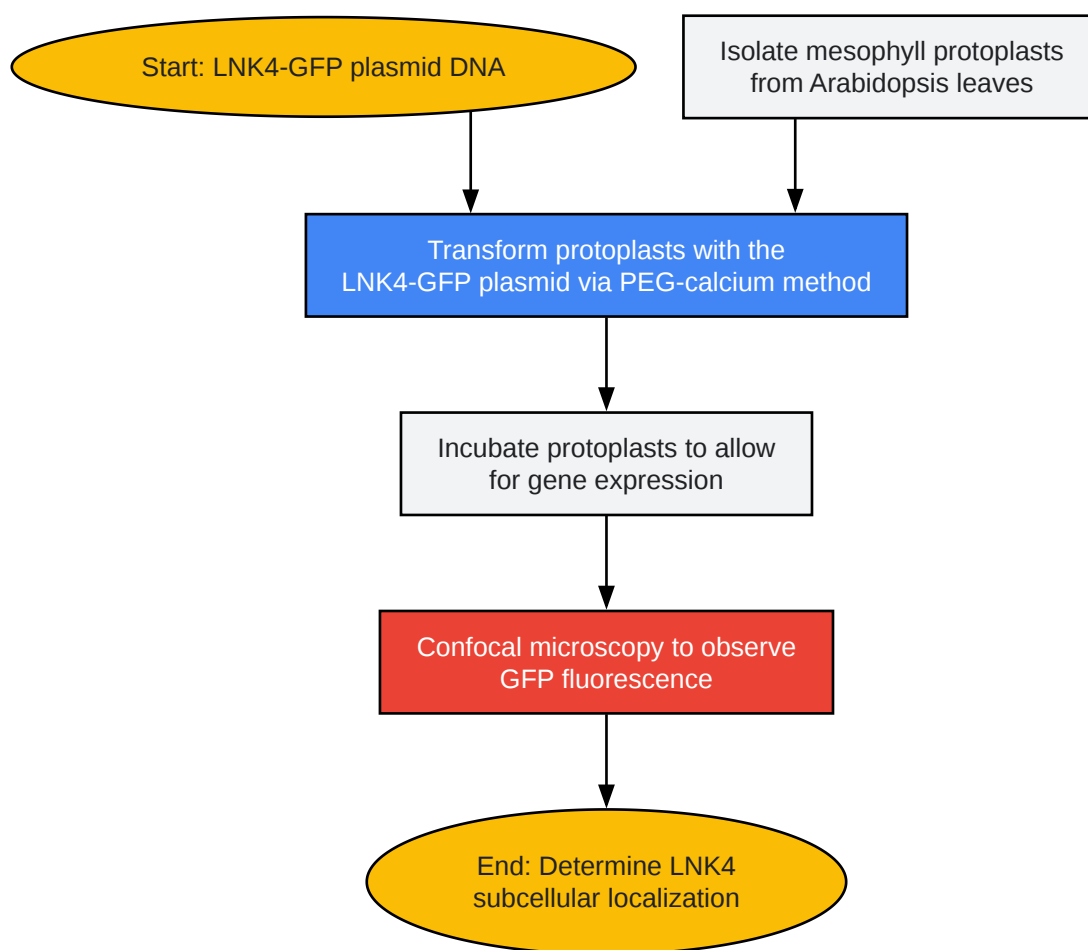 Start: LNK4-GFP plasmid DNA
Isolate mesophyll protoplasts
from Arabidopsis leaves
Transform protoplasts with the
LNK4-GFP plasmid via PEG-calcium method
Incubate protoplasts to allow
for gene expression
Confocal microscopy to observe
GFP fluorescence
End: Determine LNK4
subcellular localization